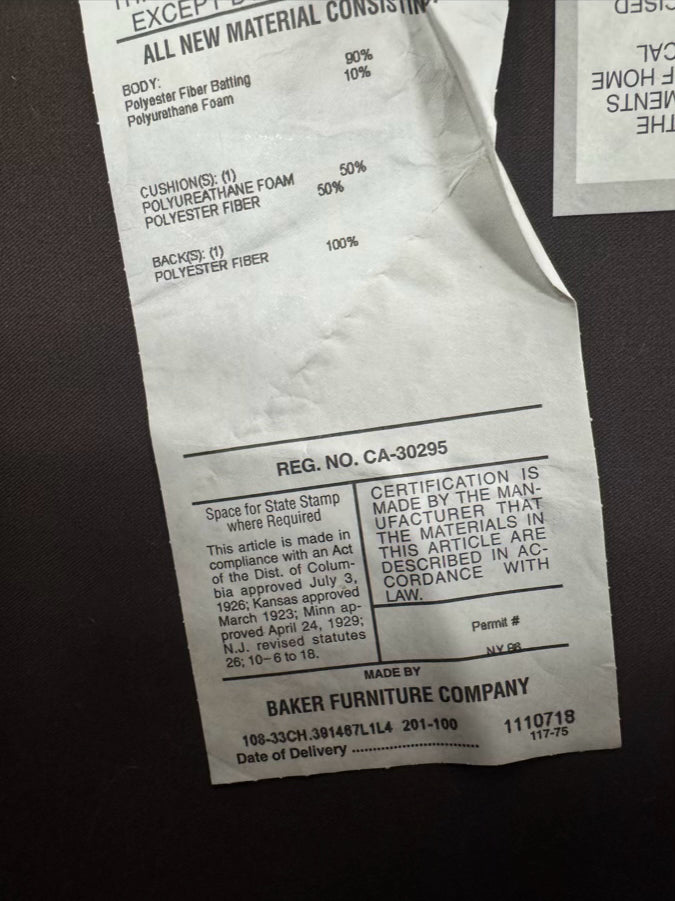 EXCEPT
ALL NEW MATERIAL CONSISTIN
BODY:
Polyester Fiber Batting 90%
Polyurethane Foam 10%
CUSHION(S): (1)
POLYUREATHANE FOAM 50%
POLYESTER FIBER 50%
BACK(S): (1)
POLYESTER FIBER 100%
REG. NO. CA-30295
Space for State Stamp
where Required
This article is made in
compliance with an Act
of the Dist. of Colum-
bia approved July 3,
1926; Kansas approved
March 1923; Minn ap-
proved April 24, 1929;
N.J. revised statutes
26; 10-6 to 18.
CERTIFICATION IS
MADE BY THE MAN-
UFACTURER THAT
THE MATERIALS IN
THIS ARTICLE ARE
DESCRIBED IN AC-
CORDANCE WITH
LAW.
Permit #
MADE BY
BAKER FURNITURE COMPANY
108-33CH.391467L1L4 201-100 1110718
117-75
Date of Delivery ................................
THE
MENTS
F HOME
CAL
CISED